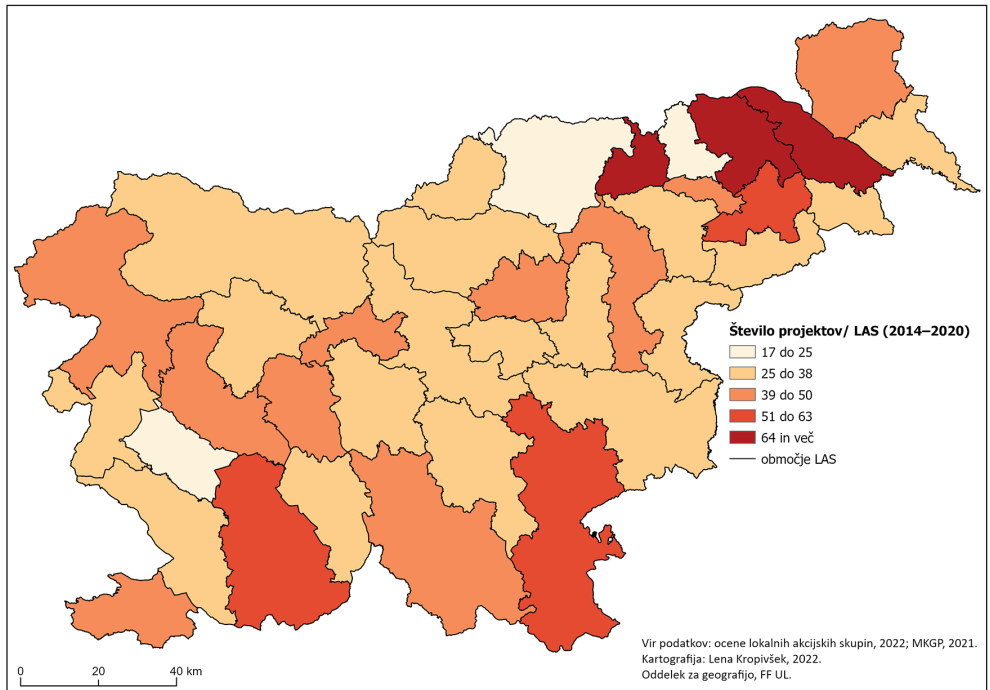 Število projektov/ LAS (2014–2020)
17 do 25
25 do 38
39 do 50
51 do 63
64 in več
območje LAS
Vir podatkov: ocene lokalnih akcijskih skupin, 2022; MKGP, 2021.
Kartografija: Lena Kropivšek, 2022.
Oddelek za geografijo, FF UL.
0 20 40 km